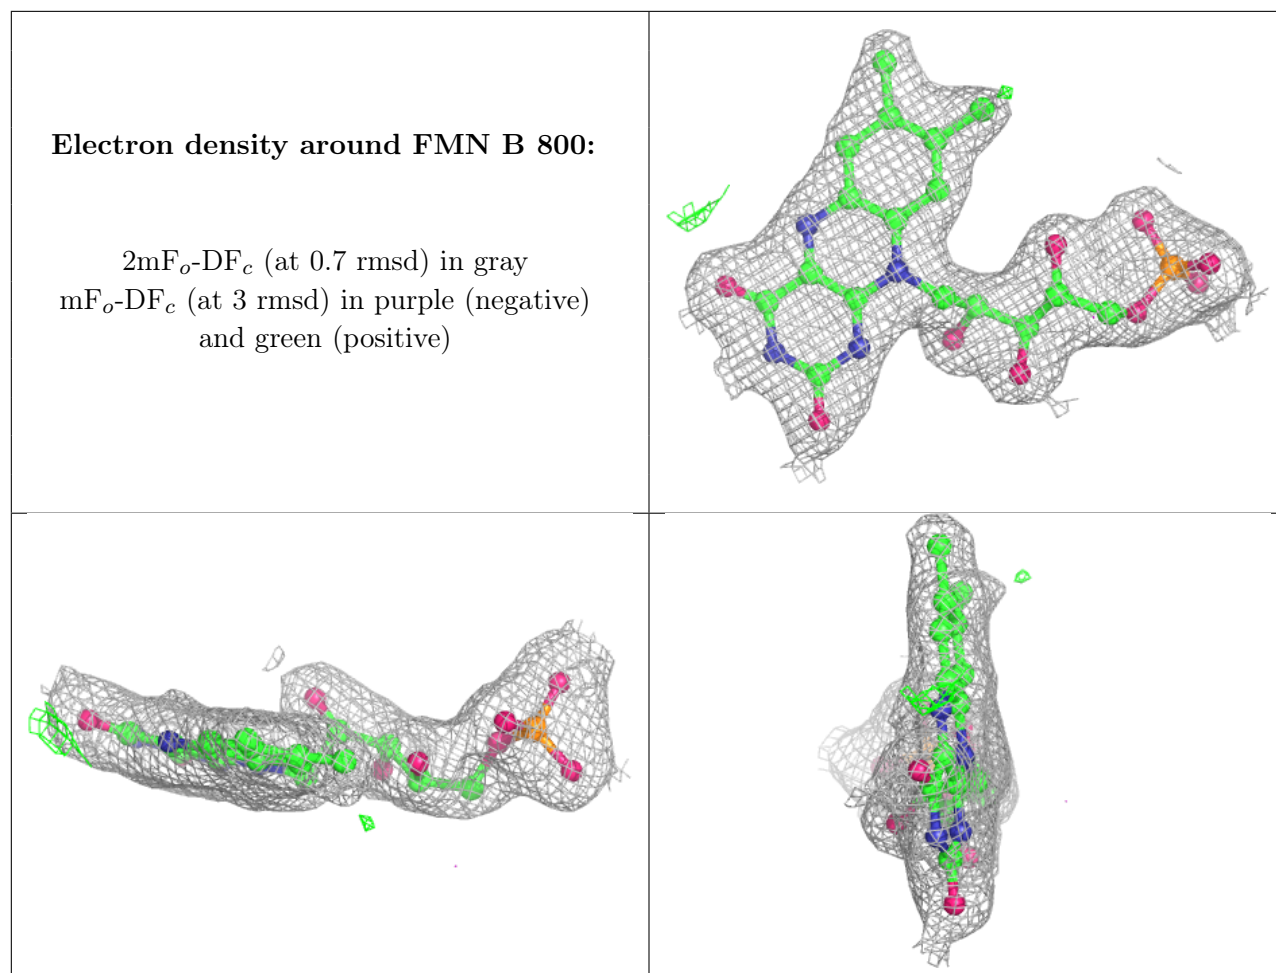 Electron density around FMN B 800:
2mFo-DFc (at 0.7 rmsd) in gray
mFo-DFc (at 3 rmsd) in purple (negative)
and green (positive)